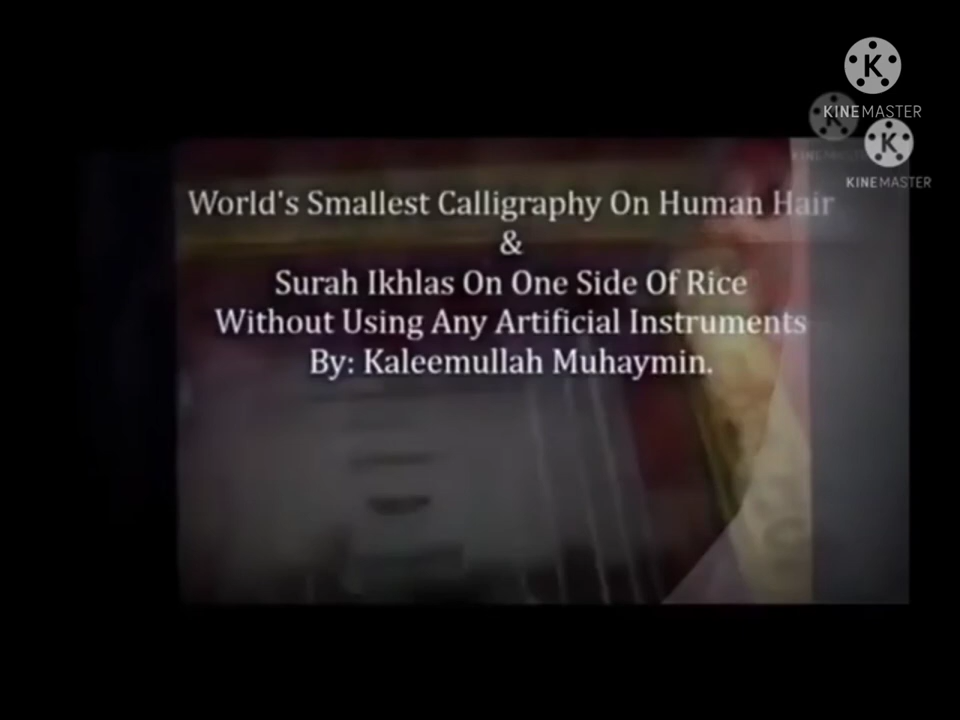 KINEMASTER
KINEMASTER
KINEMASTER
World's Smallest Calligraphy On Human Hair
&
Surah Ikhlas On One Side Of Rice
Without Using Any Artificial Instruments
By: Kaleemullah Muhaymin.